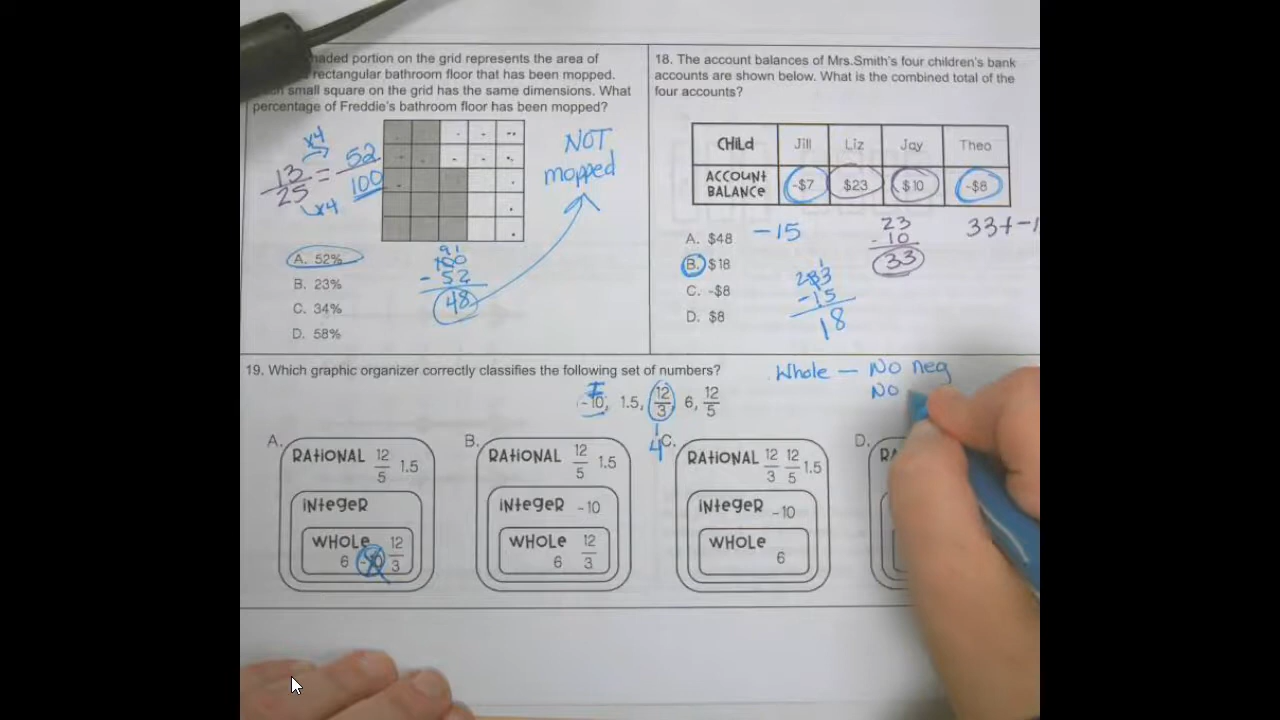 haded portion on the grid represents the area of
rectangular bathroom floor that has been mopped.
small square on the grid has the same dimensions. What
percentage of Freddie's bathroom floor has been mopped?
x4
13/25 = 52/100
x4
NOT
mopped
A. 52%
B. 23%
C. 34%
D. 58%
91
100
- 52
48
18. The account balances of Mrs.Smith's four children's bank
accounts are shown below. What is the combined total of the
four accounts?
CHILD Jill Liz Jay Theo
ACCOUNT BALANCE -$7 $23 $10 -$8
A. $48
B. $18
C. -$8
D. $8
-15
23
- 10
33
33+-1
2 1
33
-15
18
19. Which graphic organizer correctly classifies the following set of numbers?
-10, 1.5, 12/3, 6, 12/5
I
4
Whole — No neg
No
A.
RATIONAL 12/5 1.5
INTEGER
WHOLE
6 -10 12/3
B.
RATIONAL 12/5 1.5
INTEGER -10
WHOLE
6 12/3
C.
RATIONAL 12/3 12/5 1.5
INTEGER -10
WHOLE
6
D.
RA